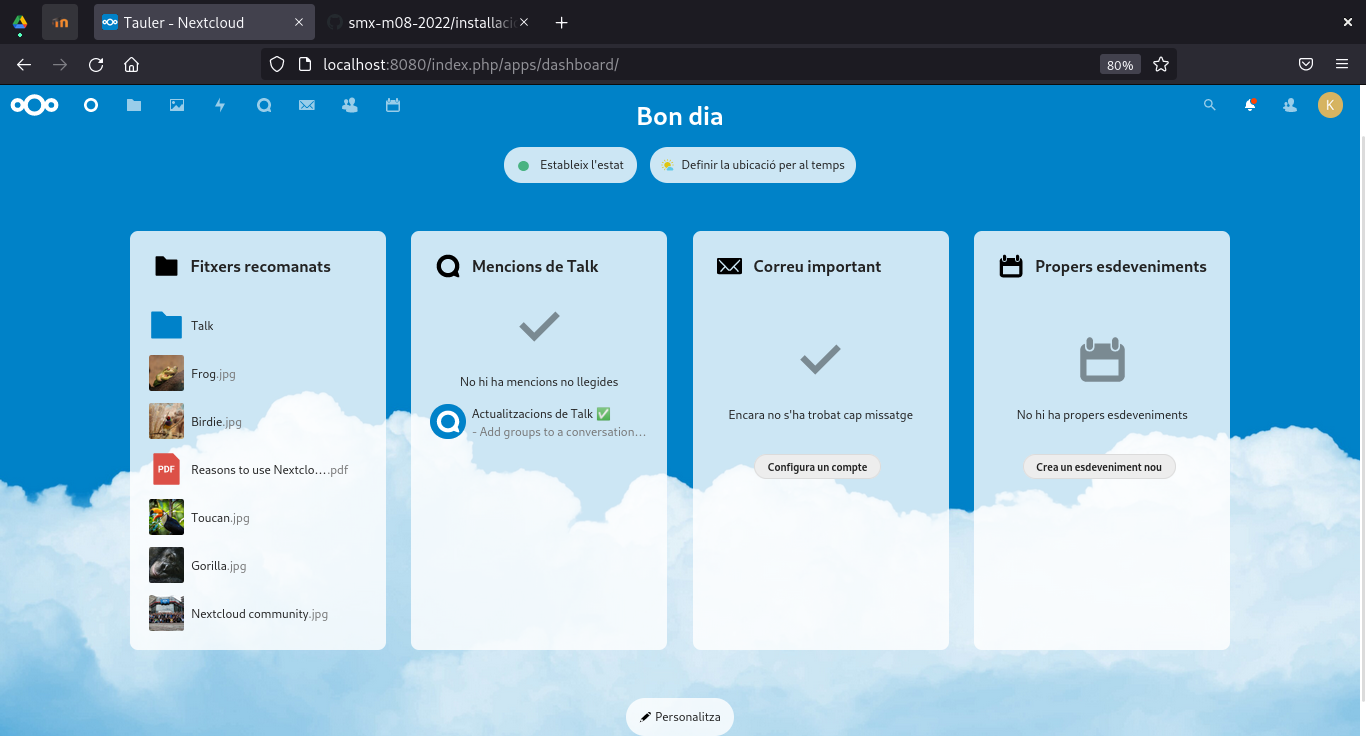 Tauler - Nextcloud
smx-m08-2022/installaci
localhost:8080/index.php/apps/dashboard/
80%
K
Bon dia
Estableix l'estat
Definir la ubicació per al temps
Fitxers recomanats
Talk
Frog.jpg
Birdie.jpg
PDF
Reasons to use Nextclo....pdf
Toucan.jpg
Gorilla.jpg
Nextcloud community.jpg
Mencions de Talk
No hi ha mencions no llegides
Actualitzacions de Talk ✅
- Add groups to a conversation...
Correu important
Encara no s'ha trobat cap missatge
Configura un compte
Propers esdeveniments
No hi ha propers esdeveniments
Crea un esdeveniment nou
Personalitza